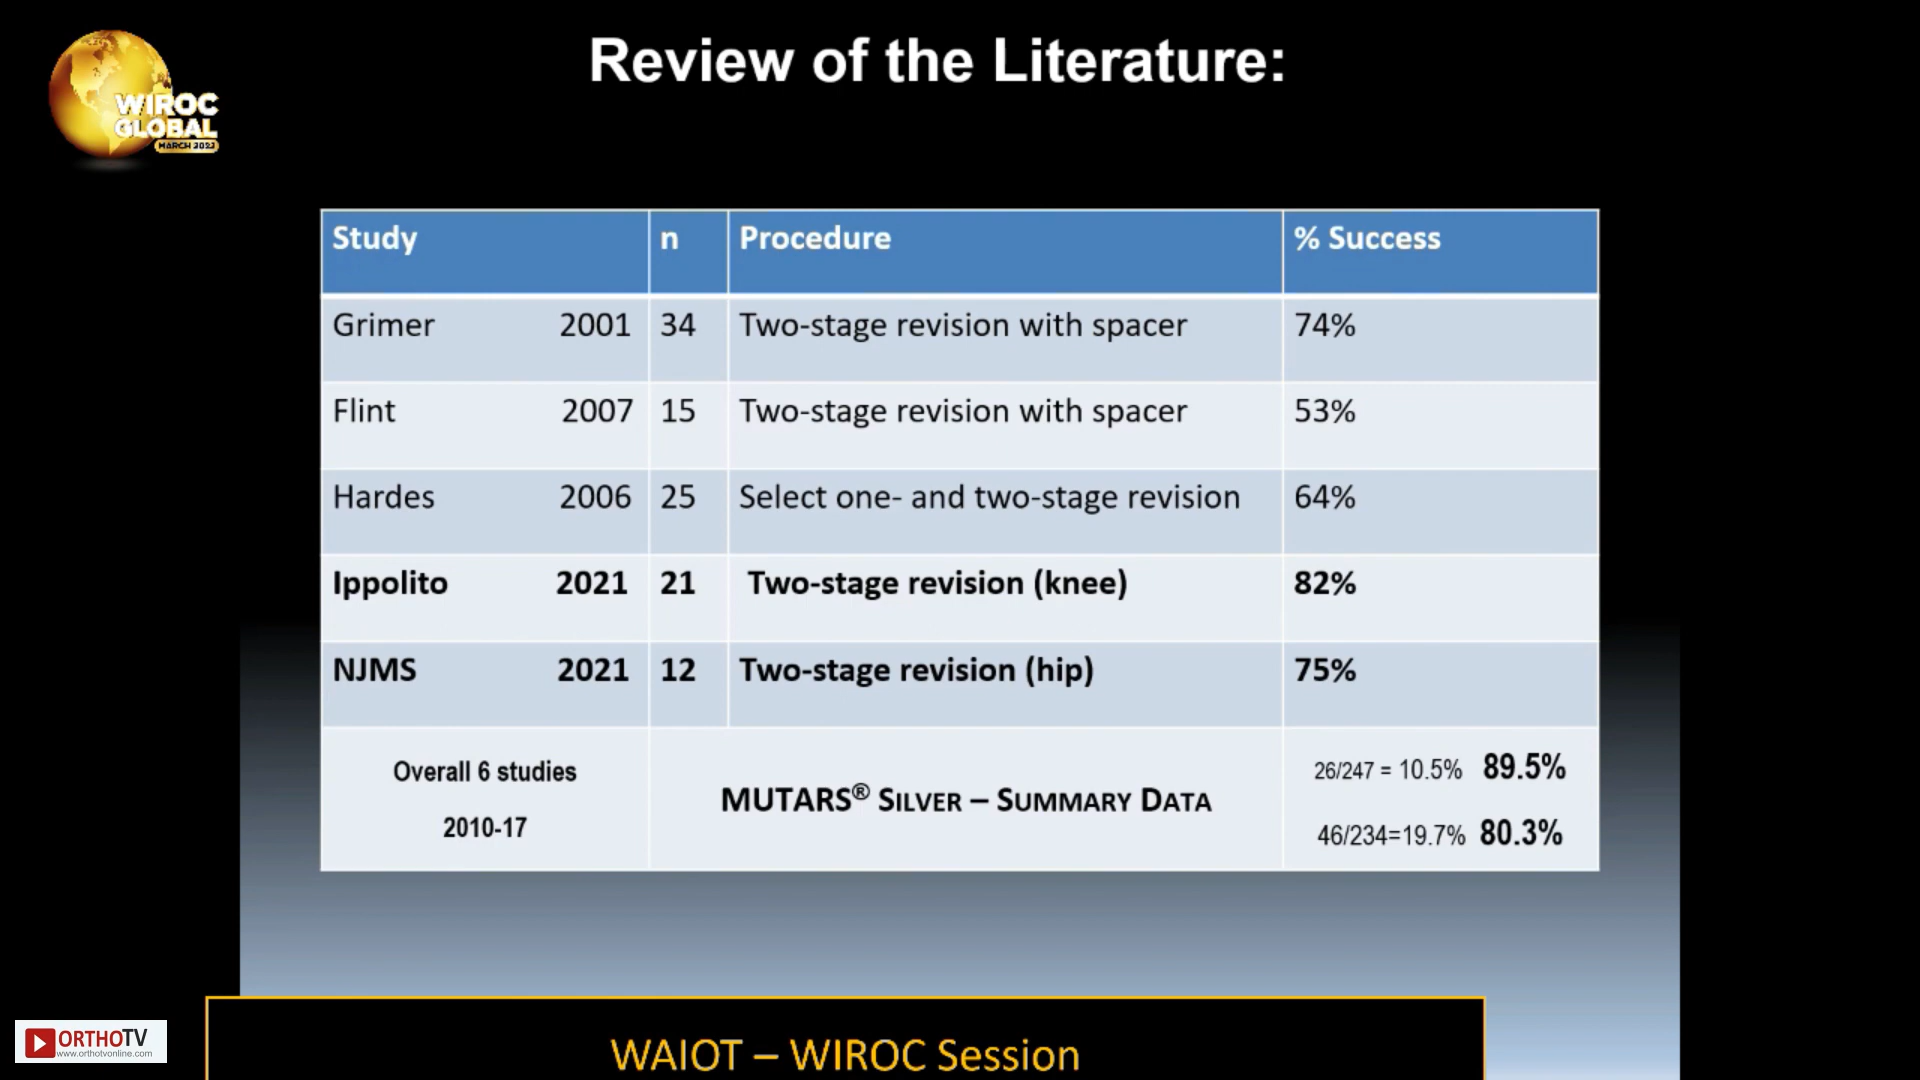 Review of the Literature:
WIROC
GLOBAL
MARCH 2022
Study n Procedure % Success
Grimer 2001 34 Two-stage revision with spacer 74%
Flint 2007 15 Two-stage revision with spacer 53%
Hardes 2006 25 Select one- and two-stage revision 64%
Ippolito 2021 21 Two-stage revision (knee) 82%
NJMS 2021 12 Two-stage revision (hip) 75%
Overall 6 studies
2010-17
MUTARS® SILVER – SUMMARY DATA
26/247 = 10.5% 89.5%
46/234=19.7% 80.3%
ORTHOTV
www.orthotvonline.com
WAIOT – WIROC Session